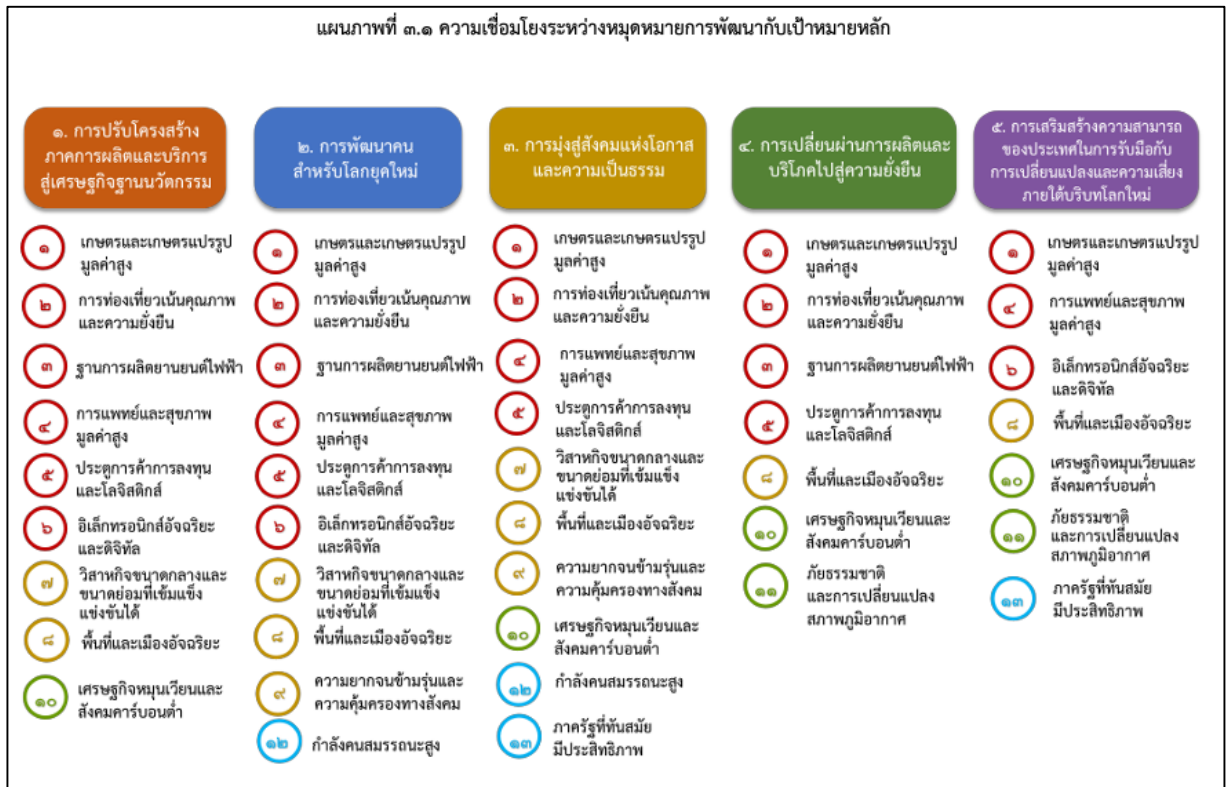 แผนภาพที่ ๓.๑ ความเชื่อมโยงระหว่างหมุดหมายการพัฒนากับเป้าหมายหลัก
๑. การปรับโครงสร้าง
ภาคการผลิตและบริการ
สู่เศรษฐกิจฐานนวัตกรรม
๑
เกษตรและเกษตรแปรรูป
มูลค่าสูง
๒
การท่องเที่ยวเน้นคุณภาพ
และความยั่งยืน
๓
ฐานการผลิตยานยนต์ไฟฟ้า
๔
การแพทย์และสุขภาพ
มูลค่าสูง
๕
ประตูการค้าการลงทุน
และโลจิสติกส์
๖
อิเล็กทรอนิกส์อัจฉริยะ
และดิจิทัล
๗
วิสาหกิจขนาดกลางและ
ขนาดย่อมที่เข้มแข็ง
แข่งขันได้
๘
พื้นที่และเมืองอัจฉริยะ
๑๐
เศรษฐกิจหมุนเวียนและ
สังคมคาร์บอนต่ำ
๒. การพัฒนาคน
สำหรับโลกยุคใหม่
๑
เกษตรและเกษตรแปรรูป
มูลค่าสูง
๒
การท่องเที่ยวเน้นคุณภาพ
และความยั่งยืน
๓
ฐานการผลิตยานยนต์ไฟฟ้า
๔
การแพทย์และสุขภาพ
มูลค่าสูง
๕
ประตูการค้าการลงทุน
และโลจิสติกส์
๖
อิเล็กทรอนิกส์อัจฉริยะ
และดิจิทัล
๗
วิสาหกิจขนาดกลางและ
ขนาดย่อมที่เข้มแข็ง
แข่งขันได้
๘
พื้นที่และเมืองอัจฉริยะ
๙
ความยากจนข้ามรุ่นและ
ความคุ้มครองทางสังคม
๑๒
กำลังคนสมรรถนะสูง
๓. การมุ่งสู่สังคมแห่งโอกาส
และความเป็นธรรม
๑
เกษตรและเกษตรแปรรูป
มูลค่าสูง
๒
การท่องเที่ยวเน้นคุณภาพ
และความยั่งยืน
๔
การแพทย์และสุขภาพ
มูลค่าสูง
๕
ประตูการค้าการลงทุน
และโลจิสติกส์
๗
วิสาหกิจขนาดกลางและ
ขนาดย่อมที่เข้มแข็ง
แข่งขันได้
๘
พื้นที่และเมืองอัจฉริยะ
๙
ความยากจนข้ามรุ่นและ
ความคุ้มครองทางสังคม
๑๐
เศรษฐกิจหมุนเวียนและ
สังคมคาร์บอนต่ำ
๑๒
กำลังคนสมรรถนะสูง
๑๓
ภาครัฐที่ทันสมัย
มีประสิทธิภาพ
๔. การเปลี่ยนผ่านการผลิตและ
บริโภคไปสู่ความยั่งยืน
๑
เกษตรและเกษตรแปรรูป
มูลค่าสูง
๒
การท่องเที่ยวเน้นคุณภาพ
และความยั่งยืน
๓
ฐานการผลิตยานยนต์ไฟฟ้า
๕
ประตูการค้าการลงทุน
และโลจิสติกส์
๘
พื้นที่และเมืองอัจฉริยะ
๑๐
เศรษฐกิจหมุนเวียนและ
สังคมคาร์บอนต่ำ
๑๑
ภัยธรรมชาติ
และการเปลี่ยนแปลง
สภาพภูมิอากาศ
๕. การเสริมสร้างความสามารถ
ของประเทศในการรับมือกับ
การเปลี่ยนแปลงและความเสี่ยง
ภายใต้บริบทโลกใหม่
๑
เกษตรและเกษตรแปรรูป
มูลค่าสูง
๔
การแพทย์และสุขภาพ
มูลค่าสูง
๖
อิเล็กทรอนิกส์อัจฉริยะ
และดิจิทัล
๘
พื้นที่และเมืองอัจฉริยะ
๑๐
เศรษฐกิจหมุนเวียนและ
สังคมคาร์บอนต่ำ
๑๑
ภัยธรรมชาติ
และการเปลี่ยนแปลง
สภาพภูมิอากาศ
๑๓
ภาครัฐที่ทันสมัย
มีประสิทธิภาพ